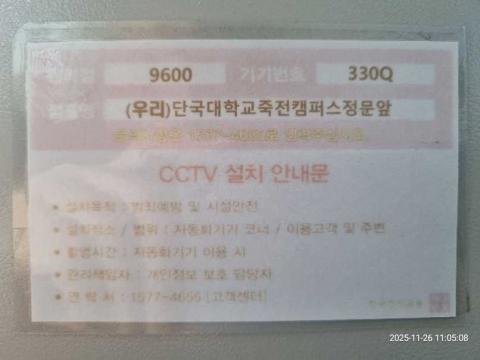 9600 기기번호 330Q
(우리)단국대학교죽전캠퍼스정문앞
CCTV 설치 안내문
• 설치목적 : 범죄예방 및 시설안전
• 설치장소 / 범위 : 자동화기기 코너 / 이용고객 및 주변
• 촬영시간 : 자동화기기 이용 시
• 관리책임자 : 개인정보 보호 담당자
• 연 락 처 : 1577-4655 [고객센터]
2025-11-26 11:05:08